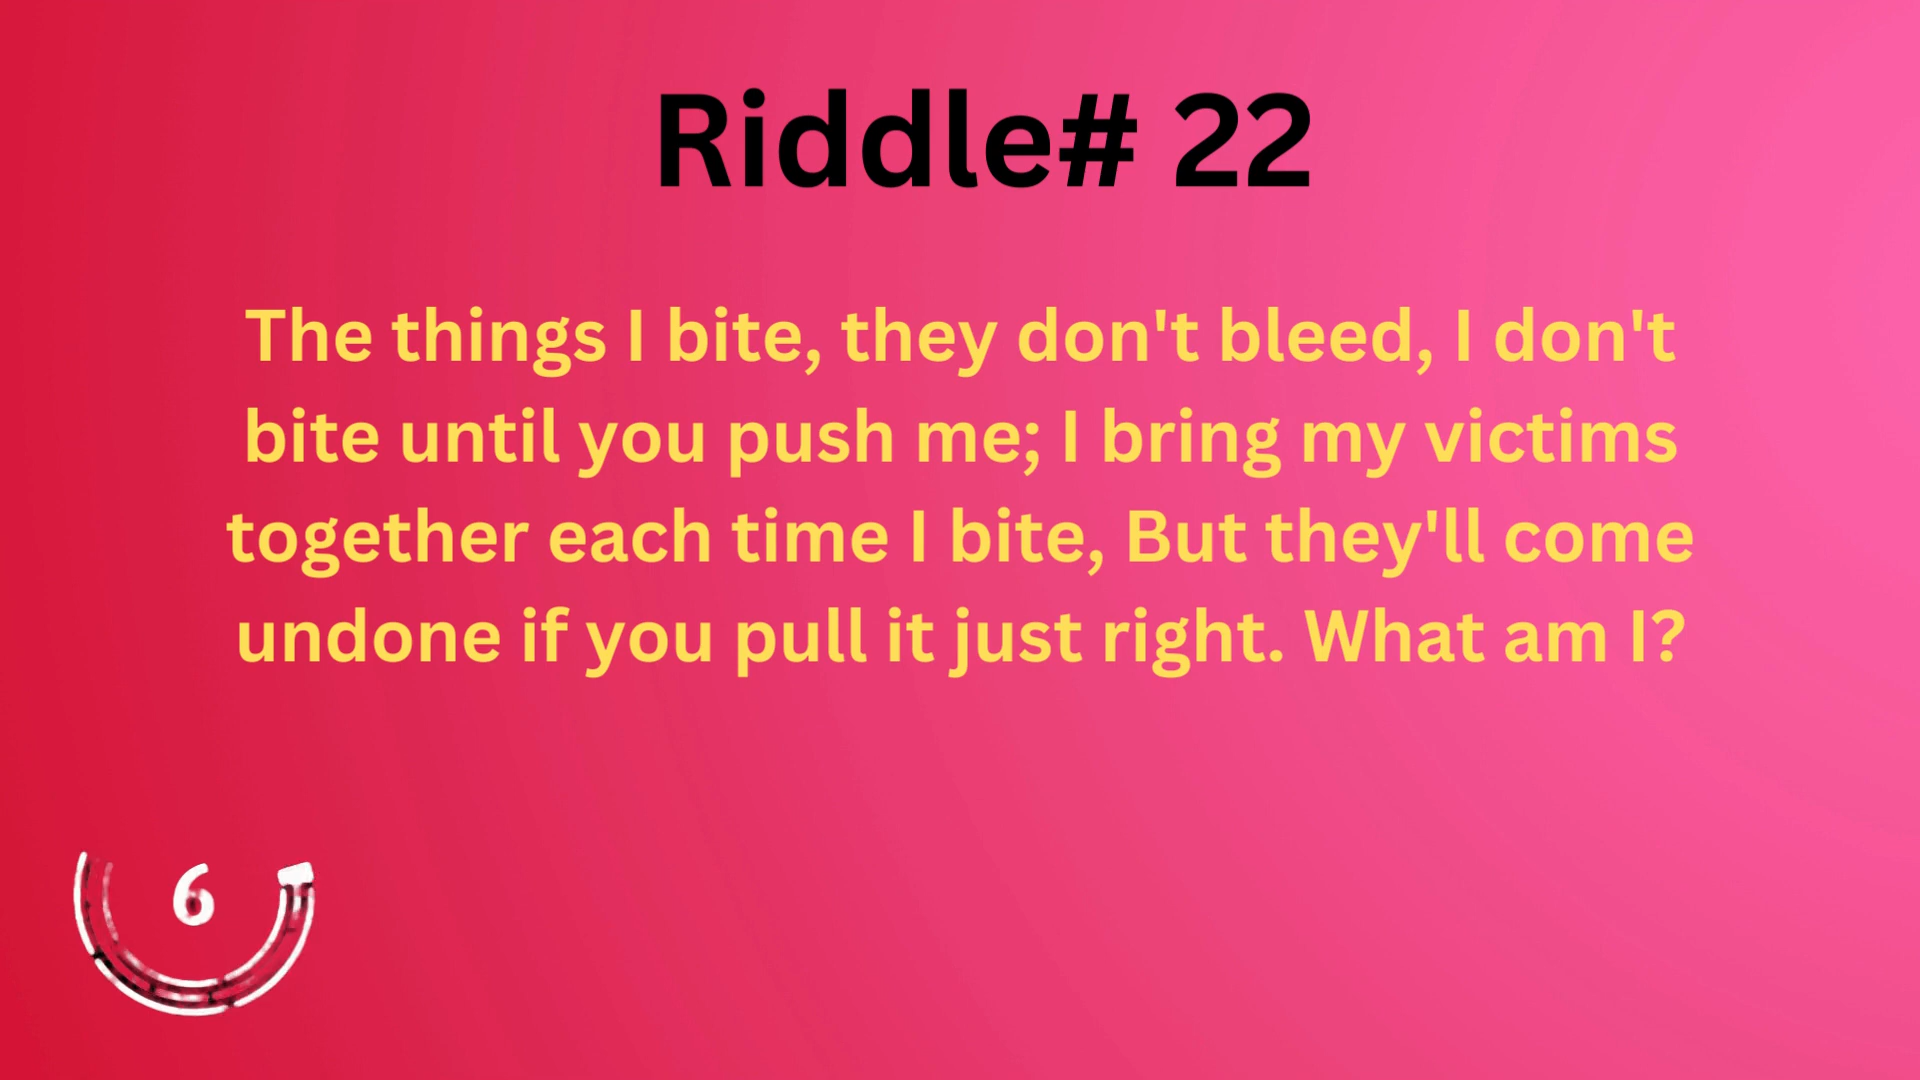 Riddle# 22
The things I bite, they don't bleed, I don't
bite until you push me; I bring my victims
together each time I bite, But they'll come
undone if you pull it just right. What am I?
6